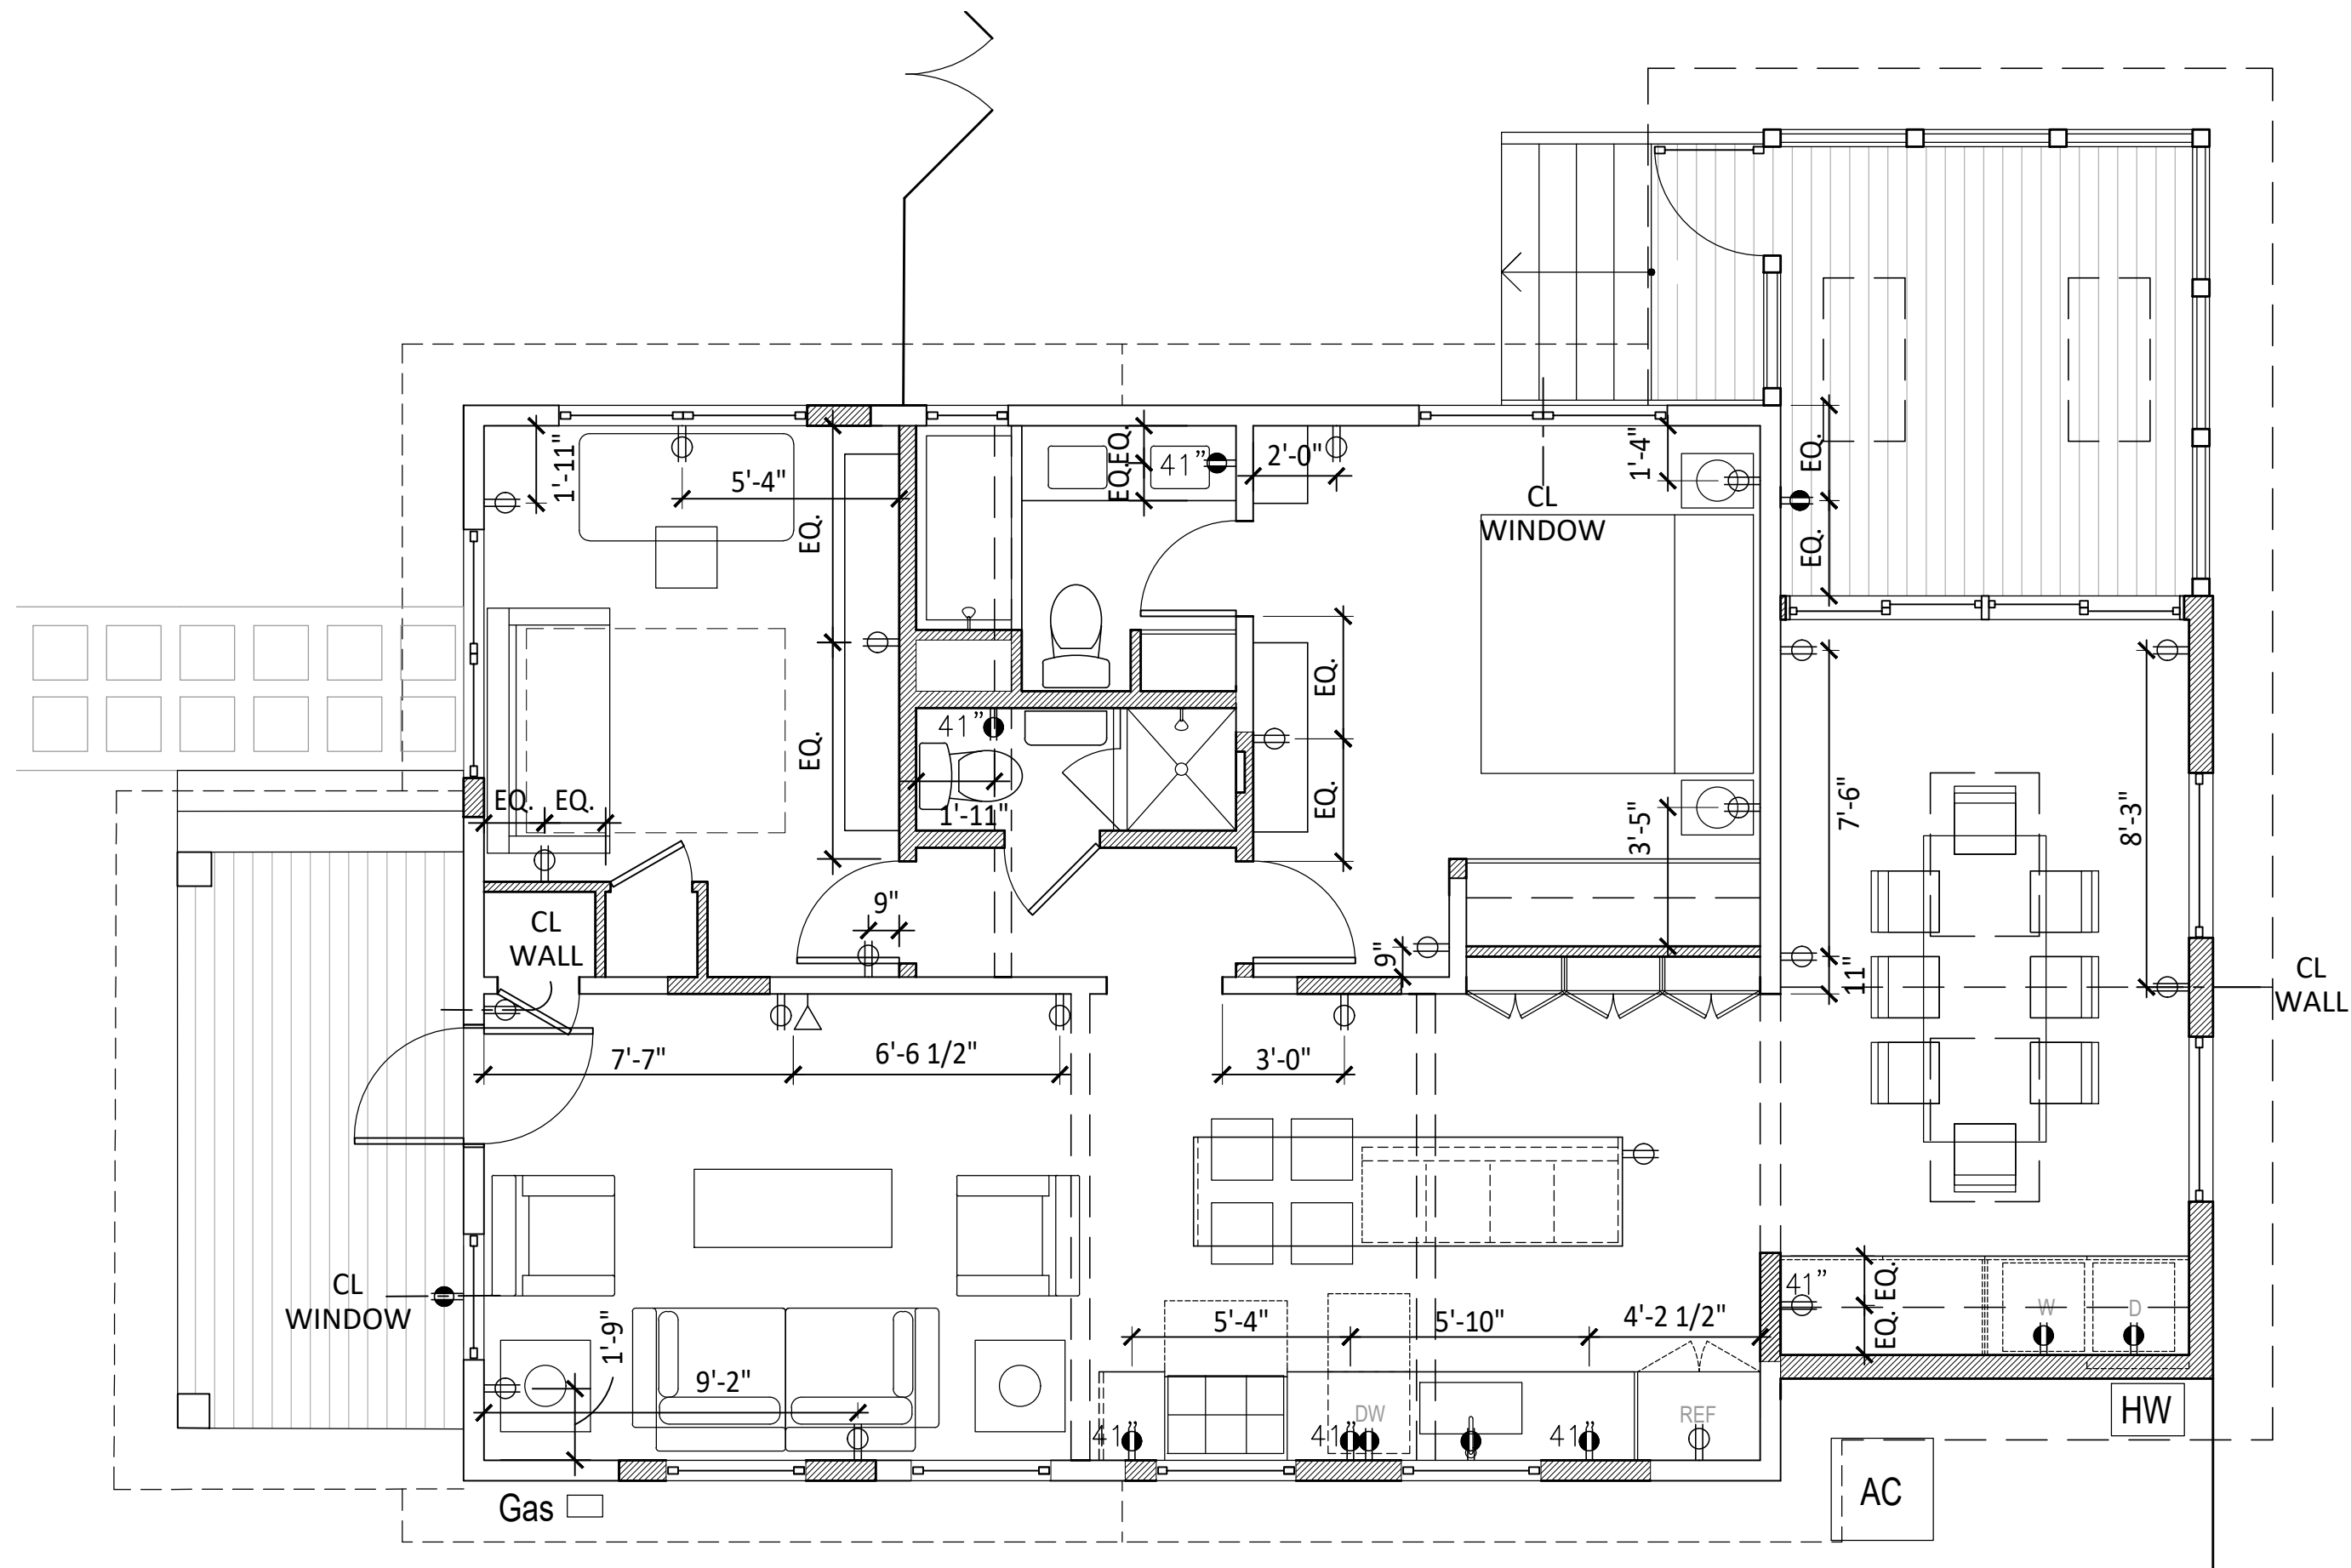 1'-11"
5'-4"
EQ.
EQ.
41”
2'-0"
1'-4"
CL
WINDOW
EQ.
EQ.
EQ.
EQ.
EQ.
EQ.
41”
1'-11"
EQ.
EQ.
3'-5"
7'-6"
8'-3"
9"
9"
11"
CL
WALL
CL
WALL
7'-7"
6'-6 1/2"
3'-0"
CL
WINDOW
1'-9"
9'-2"
5'-4"
5'-10"
4'-2 1/2"
41”
EQ.
EQ.
W
D
41”
41”
DW
41”
REF
HW
AC
Gas